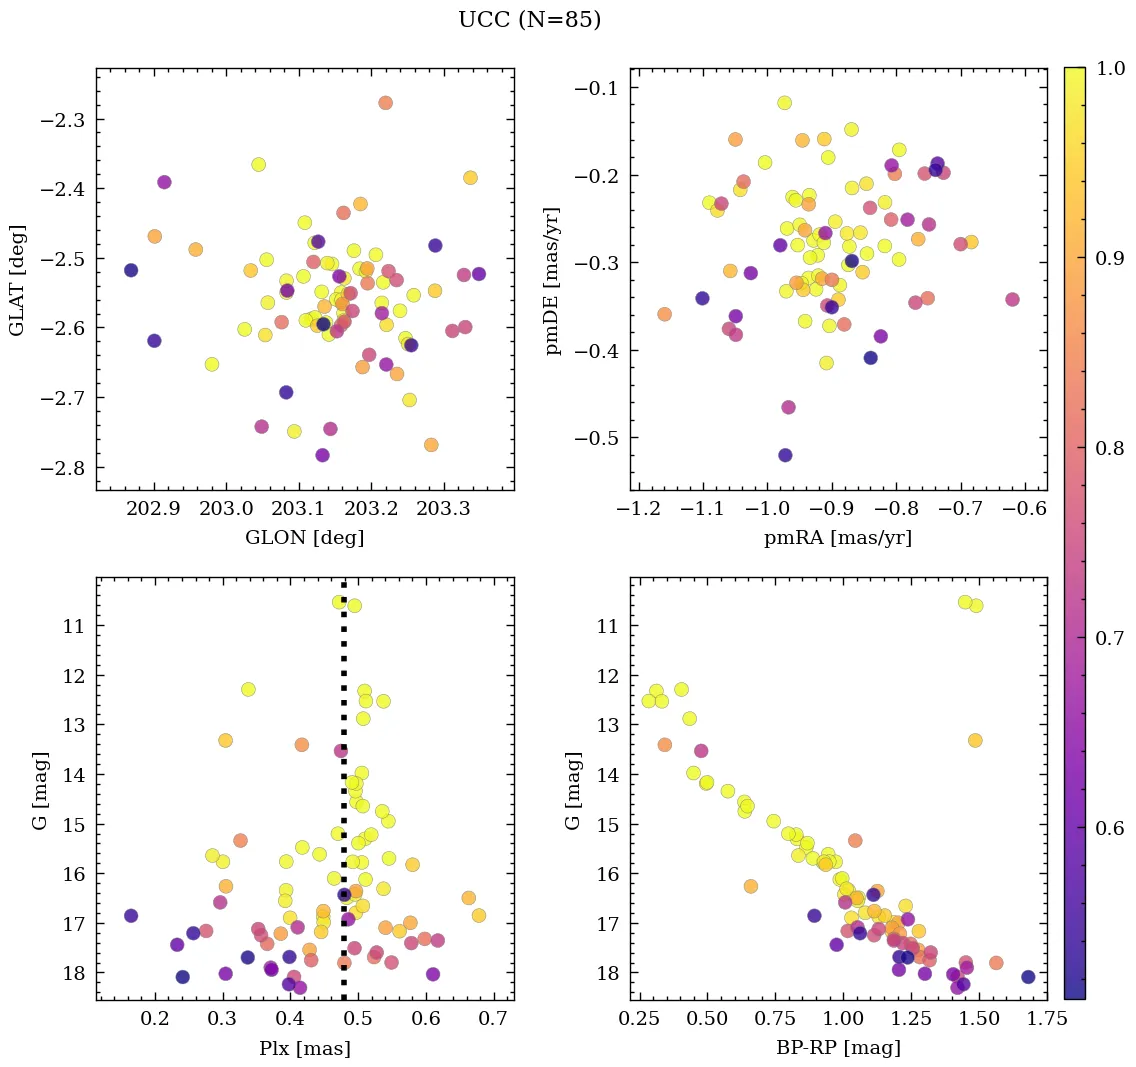 UCC (N=85)
−2.3
−2.4
−2.5
−2.6
−2.7
−2.8
GLAT [deg]
202.9 203.0 203.1 203.2 203.3
GLON [deg]
−0.1
−0.2
−0.3
−0.4
−0.5
pmDE [mas/yr]
−1.2 −1.1 −1.0 −0.9 −0.8 −0.7 −0.6
pmRA [mas/yr]
1.0
0.9
0.8
0.7
0.6
11
12
13
14
15
16
17
18
G [mag]
0.2 0.3 0.4 0.5 0.6 0.7
Plx [mas]
11
12
13
14
15
16
17
18
G [mag]
0.25 0.50 0.75 1.00 1.25 1.50 1.75
BP-RP [mag]